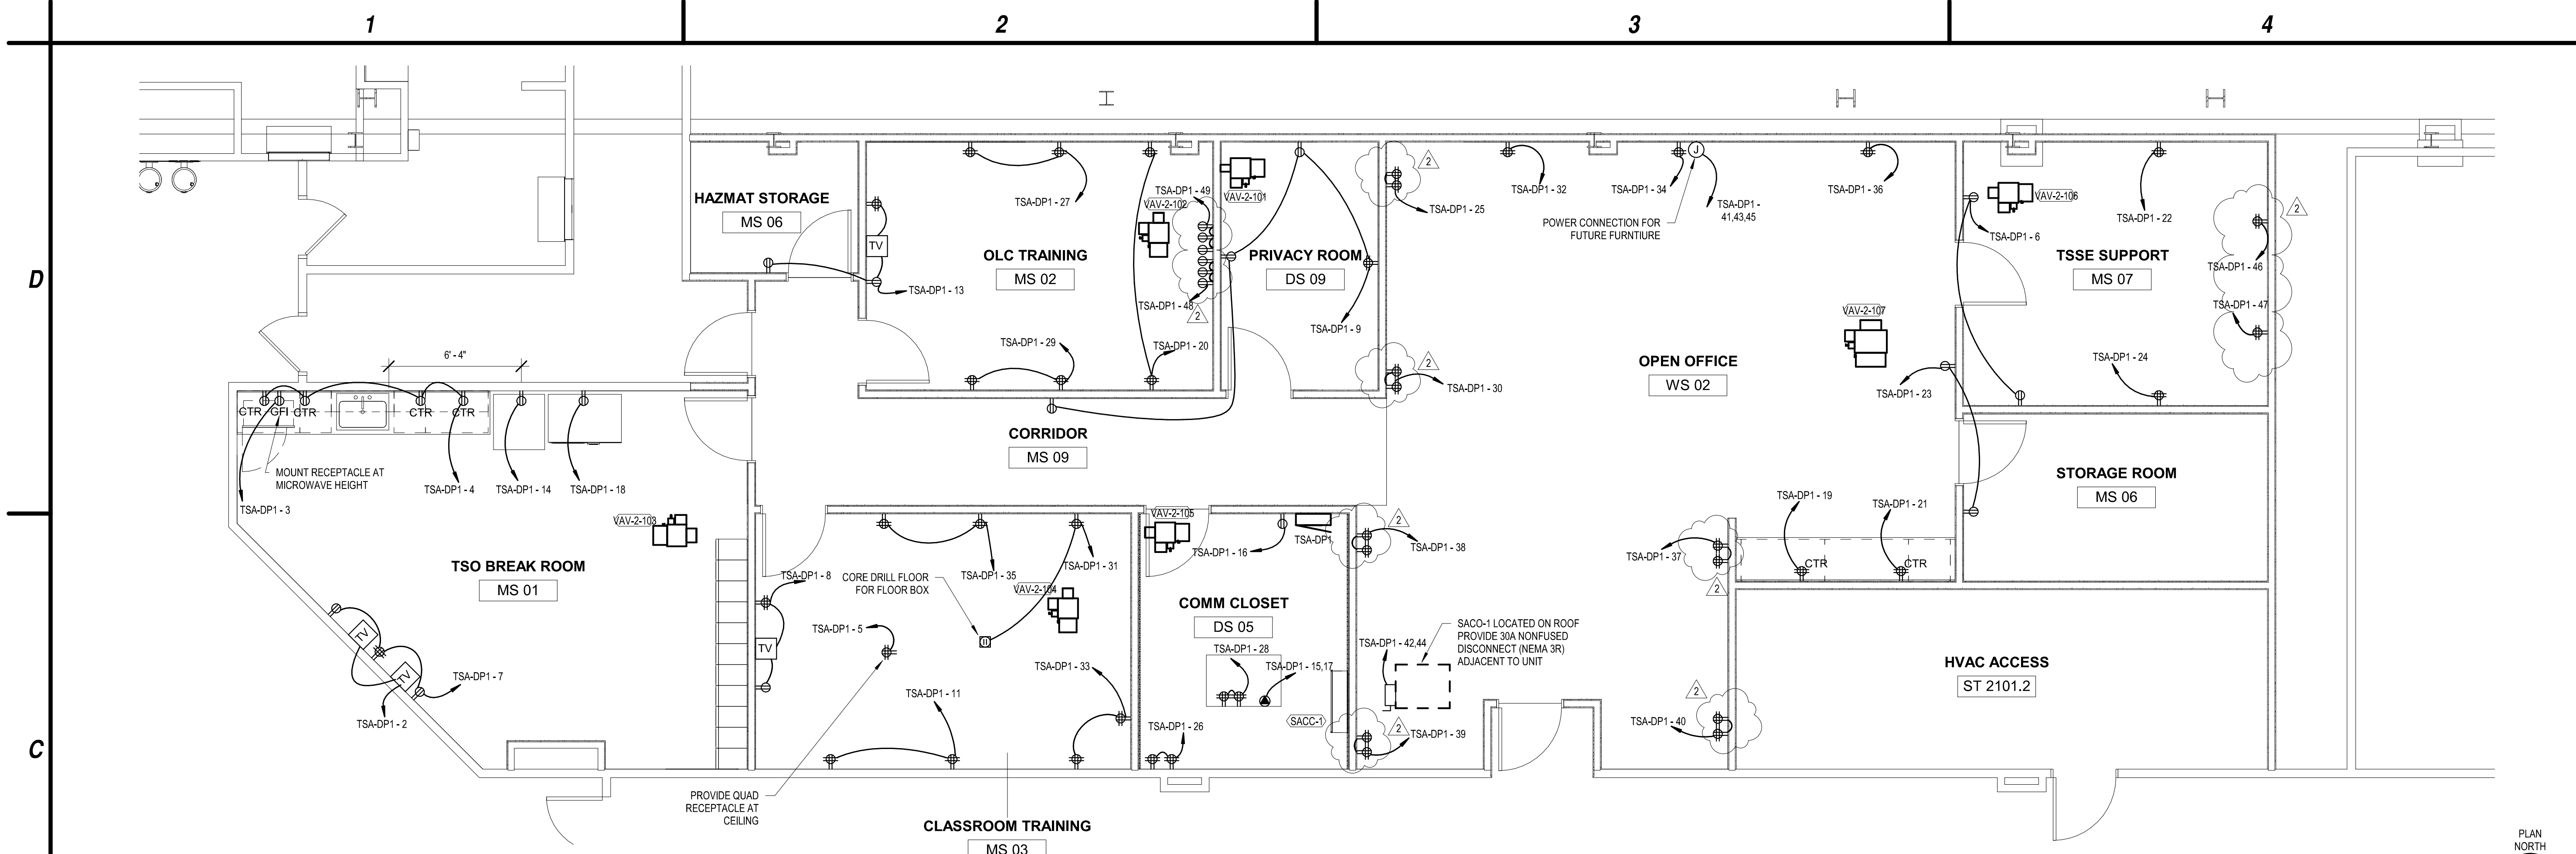 1
2
3
4
D
C
HAZMAT STORAGE
MS 06
OLC TRAINING
MS 02
PRIVACY ROOM
DS 09
TSA-DP1 - 27
TSA-DP1 - 49
VAV-2-102
VAV-2-101
TSA-DP1 - 13
TV
TSA-DP1 - 48
2
TSA-DP1 - 9
TSA-DP1 - 29
TSA-DP1 - 20
2
TSA-DP1 - 25
TSA-DP1 - 32
TSA-DP1 - 34
J
TSA-DP1 -
41,43,45
TSA-DP1 - 36
POWER CONNECTION FOR
FUTURE FURNTIURE
2
TSA-DP1 - 30
OPEN OFFICE
WS 02
VAV-2-107
TSA-DP1 - 23
VAV-2-106
TSA-DP1 - 6
TSA-DP1 - 22
TSSE SUPPORT
MS 07
2
TSA-DP1 - 46
TSA-DP1 - 47
TSA-DP1 - 24
STORAGE ROOM
MS 06
6' - 4"
CTR
GFI
CTR
CTR
CTR
MOUNT RECEPTACLE AT
MICROWAVE HEIGHT
TSA-DP1 - 3
TSA-DP1 - 4
TSA-DP1 - 14
TSA-DP1 - 18
VAV-2-103
TSO BREAK ROOM
MS 01
TV
TV
TSA-DP1 - 7
TSA-DP1 - 2
CORRIDOR
MS 09
TSA-DP1 - 8
CORE DRILL FLOOR
FOR FLOOR BOX
TSA-DP1 - 35
TSA-DP1 - 31
VAV-2-104
TV
TSA-DP1 - 5
TSA-DP1 - 33
TSA-DP1 - 11
PROVIDE QUAD
RECEPTACLE AT
CEILING
CLASSROOM TRAINING
MS 03
VAV-2-105
TSA-DP1 - 16
TSA-DP1
COMM CLOSET
DS 05
TSA-DP1 - 28
TSA-DP1 - 15,17
SACC-1
TSA-DP1 - 26
2
TSA-DP1 - 38
TSA-DP1 - 42,44
SACO-1 LOCATED ON ROOF
PROVIDE 30A NONFUSED
DISCONNECT (NEMA 3R)
ADJACENT TO UNIT
2
TSA-DP1 - 39
TSA-DP1 - 37
2
TSA-DP1 - 19
TSA-DP1 - 21
CTR
CTR
2
TSA-DP1 - 40
HVAC ACCESS
ST 2101.2
PLAN
NORTH